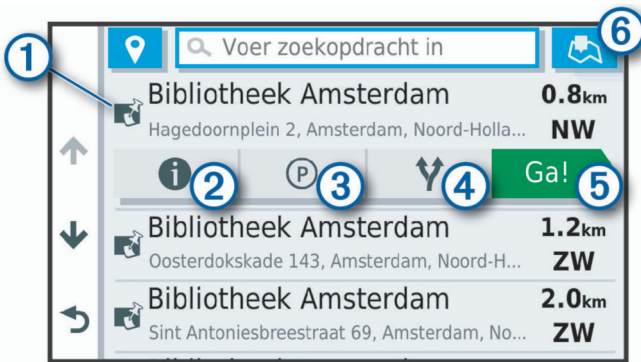 6
1
Voer zoekopdracht in
Bibliotheek Amsterdam 0.8km
Hagedoornplein 2, Amsterdam, Noord-Holla... NW
2 P 3 4 Ga! 5
Bibliotheek Amsterdam 1.2km
Oosterdokskade 143, Amsterdam, Noord-H... ZW
Bibliotheek Amsterdam 2.0km
Sint Antoniesbreestraat 69, Amsterdam, No... ZW